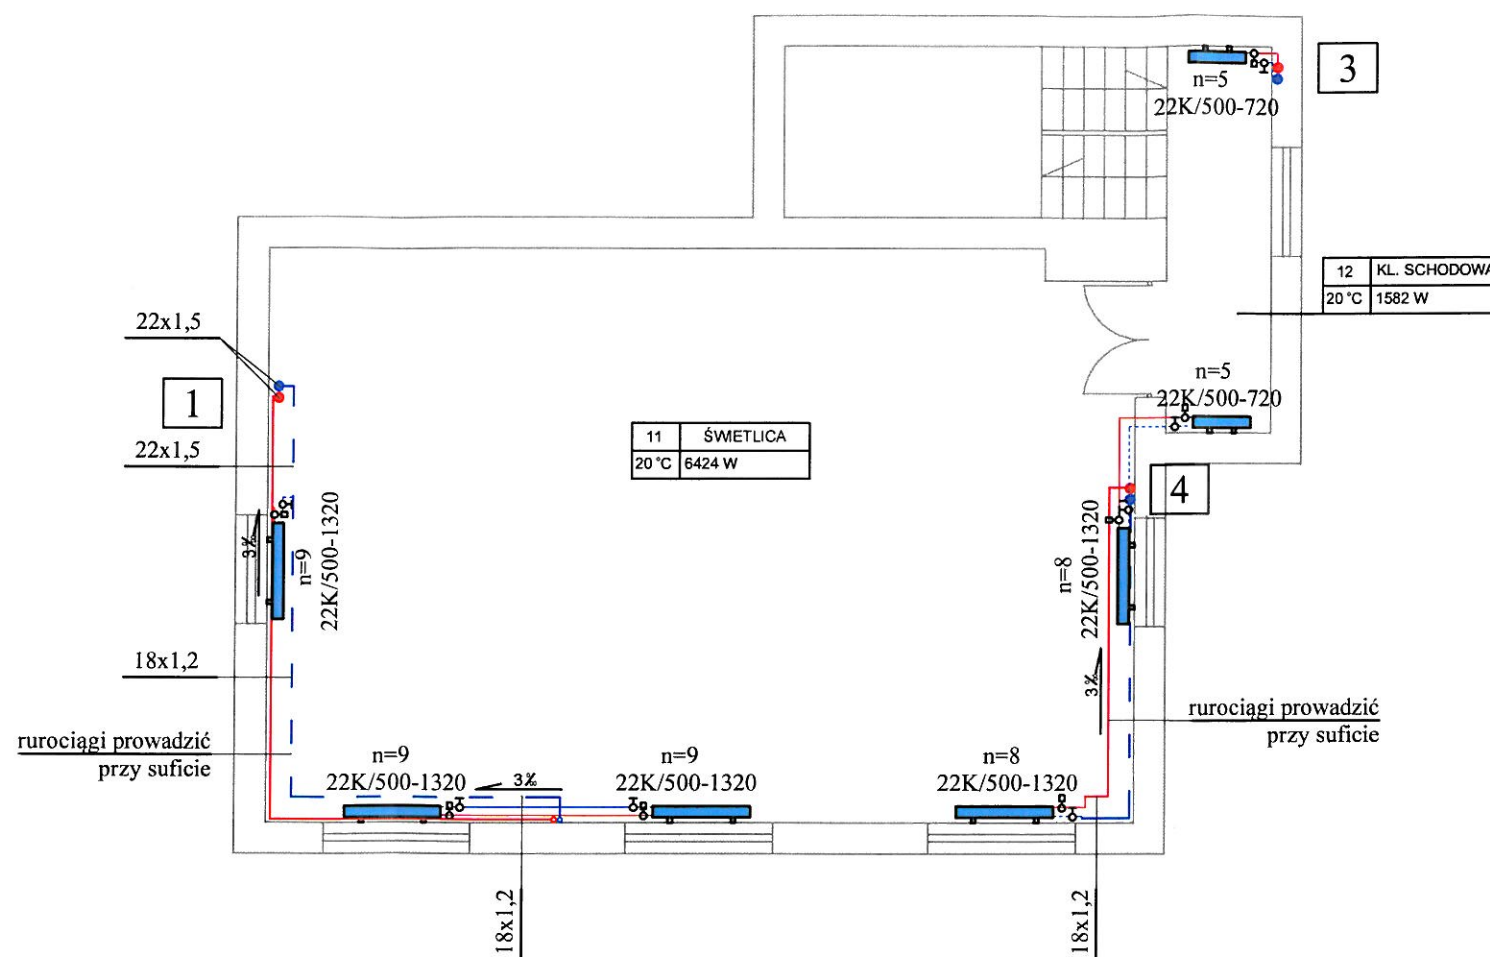 3
n=5
22K/500-720
12 KL. SCHODOWA
20 °C 1582 W
22x1,5
1
22x1,5
11 ŚWIETLICA
20 °C 6424 W
n=5
22K/500-720
4
3‰
n=9
22K/500-1320
n=8
22K/500-1320
3‰
18x1,2
rurociągi prowadzić
przy suficie
rurociągi prowadzić
przy suficie
n=9
22K/500-1320
3‰
n=9
22K/500-1320
n=8
22K/500-1320
18x1,2
18x1,2